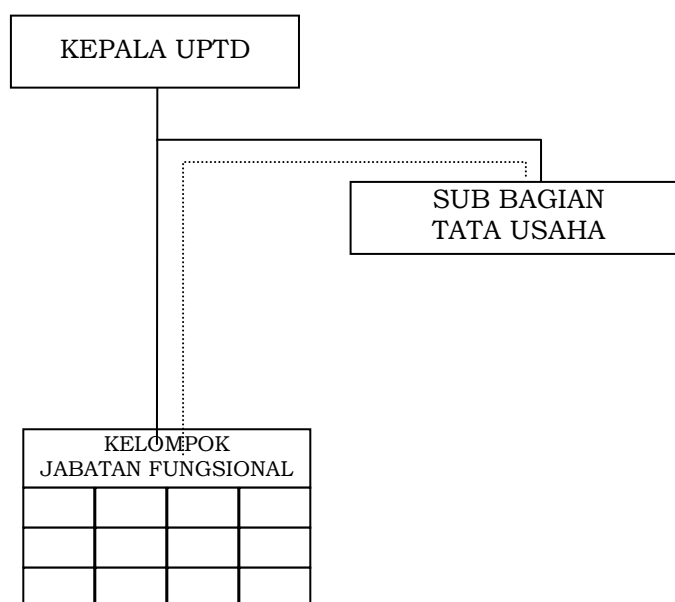 KEPALA UPTD
SUB BAGIAN
TATA USAHA
KELOMPOK
JABATAN FUNGSIONAL